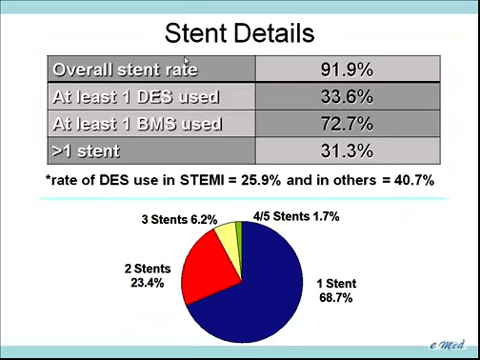 Stent Details
Overall stent rate 91.9%
At least 1 DES used 33.6%
At least 1 BMS used 72.7%
>1 stent 31.3%
*rate of DES use in STEMI = 25.9% and in others = 40.7%
3 Stents 6.2%
4/5 Stents 1.7%
2 Stents
23.4%
1 Stent
68.7%
e Med